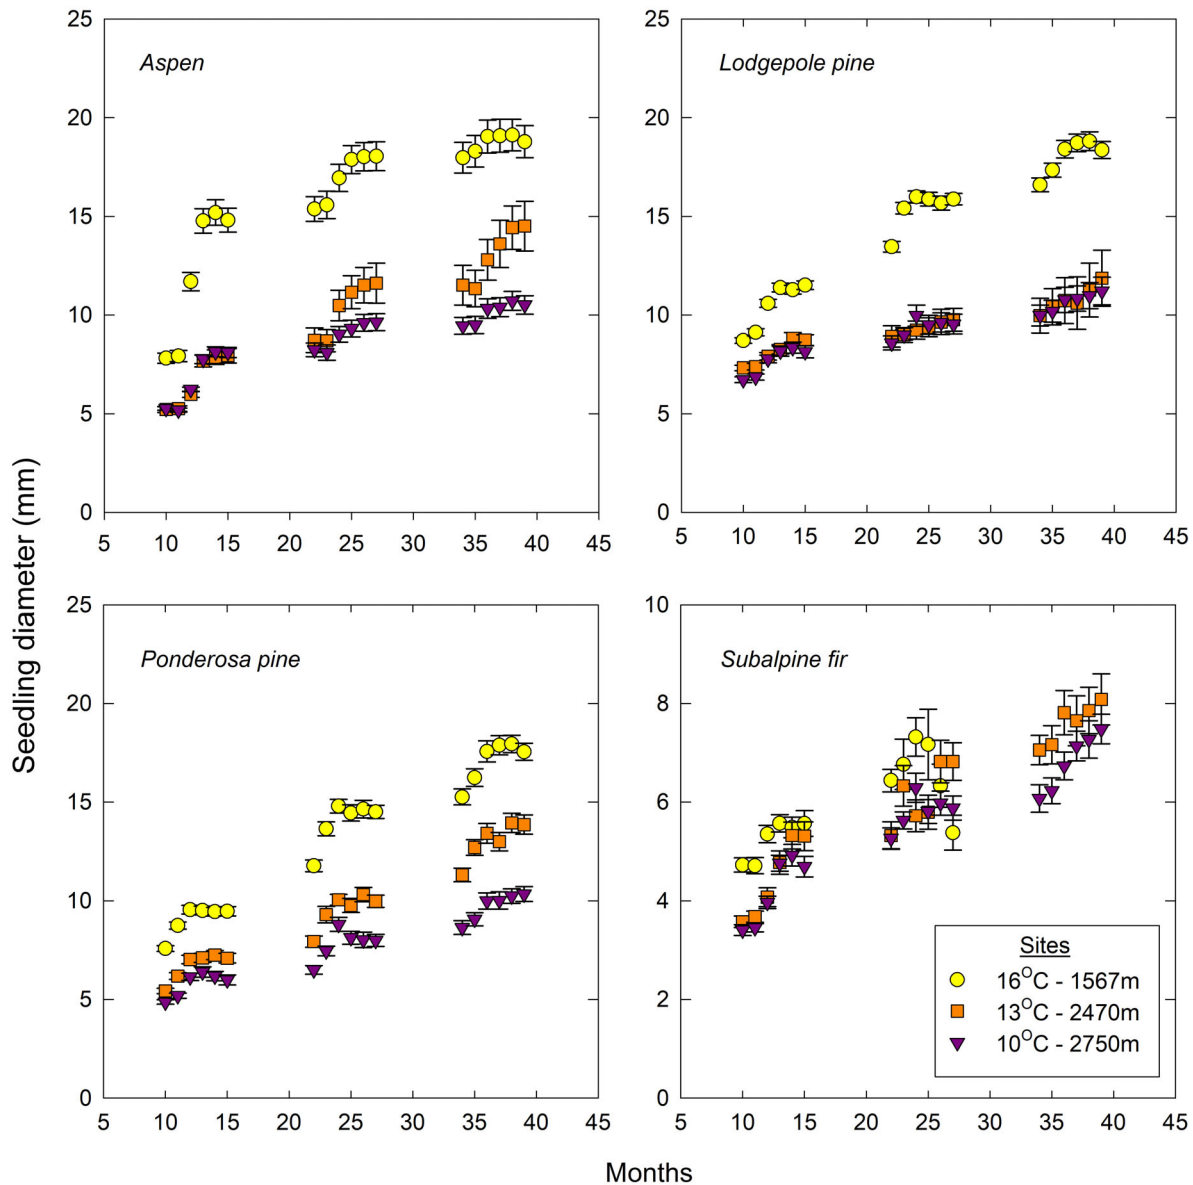 Seedling diameter (mm)
Aspen
25
20
15
10
5
0
5 10 15 20 25 30 35 40 45
Lodgepole pine
25
20
15
10
5
0
5 10 15 20 25 30 35 40 45
Ponderosa pine
25
20
15
10
5
0
5 10 15 20 25 30 35 40 45
Subalpine fir
10
8
6
4
2
0
5 10 15 20 25 30 35 40 45
Sites
16°C - 1567m
13°C - 2470m
10°C - 2750m
Months